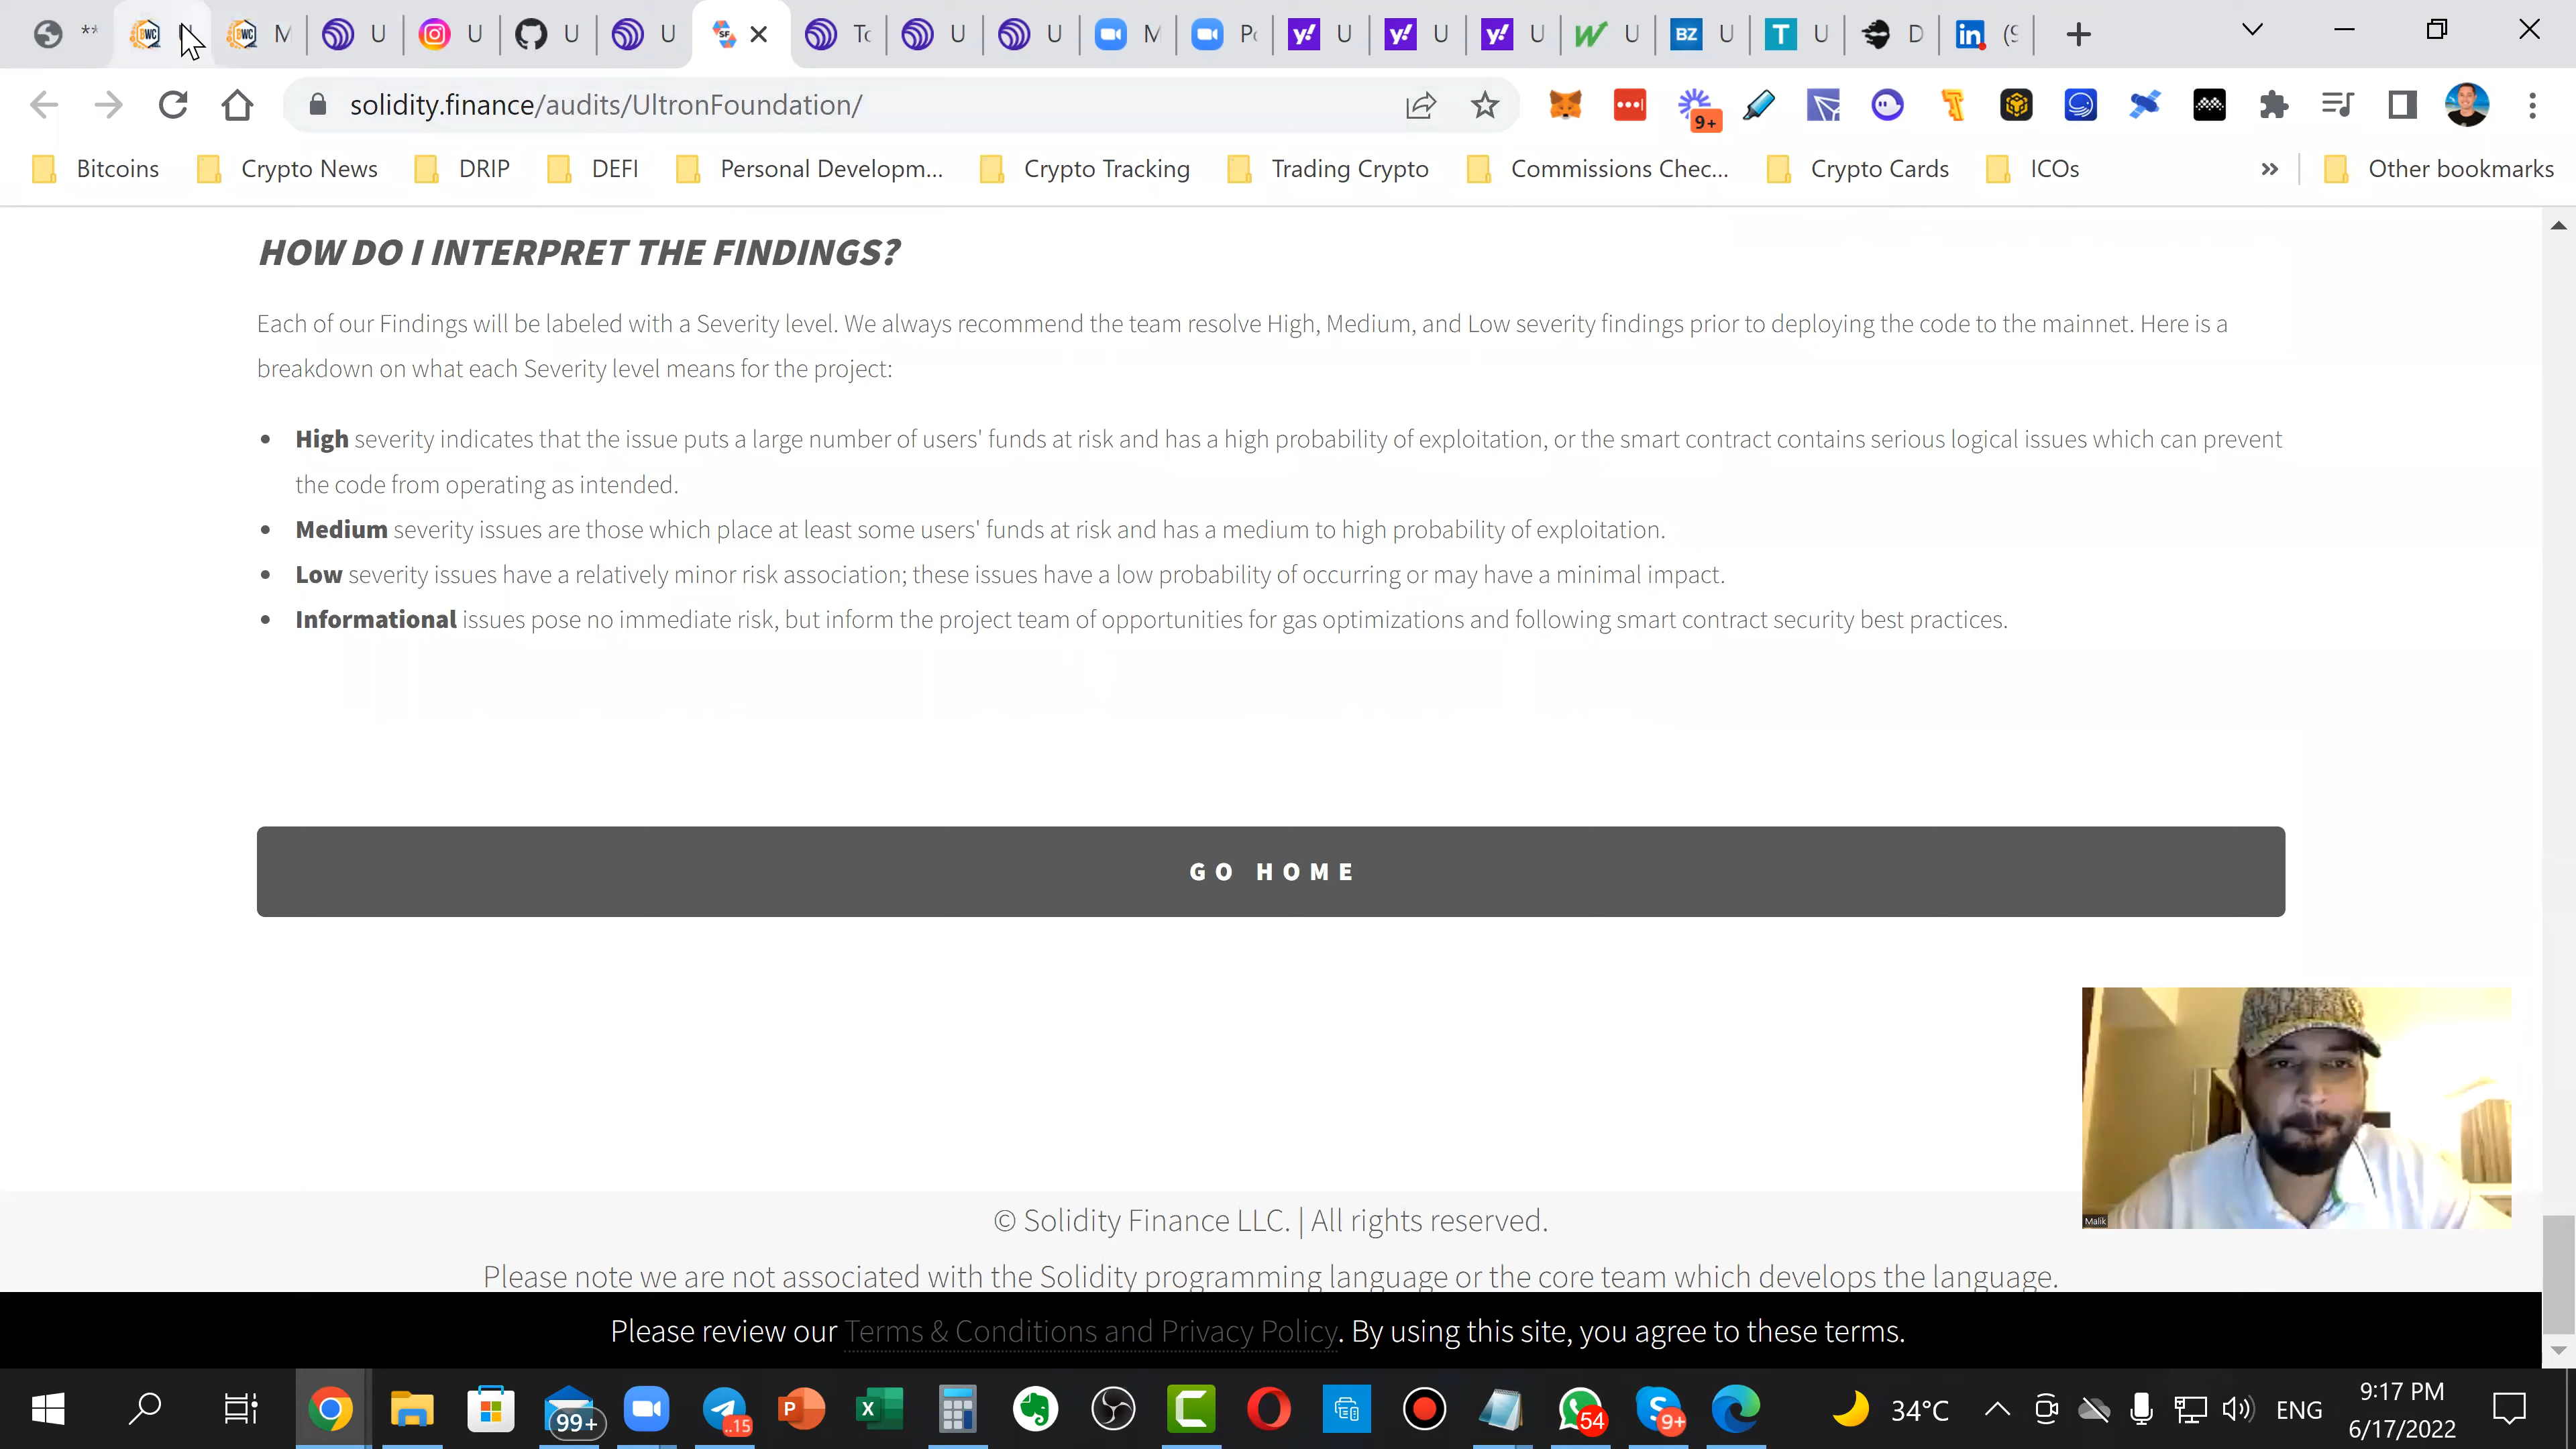 ** M U U U U SF To U U M Po U U U U U U D (9
solidity.finance/audits/UltronFoundation/
9+
Bitcoins Crypto News DRIP DEFI Personal Developm... Crypto Tracking Trading Crypto Commissions Chec... Crypto Cards ICOs » Other bookmarks
HOW DO I INTERPRET THE FINDINGS?
Each of our Findings will be labeled with a Severity level. We always recommend the team resolve High, Medium, and Low severity findings prior to deploying the code to the mainnet. Here is a
breakdown on what each Severity level means for the project:
High severity indicates that the issue puts a large number of users' funds at risk and has a high probability of exploitation, or the smart contract contains serious logical issues which can prevent
the code from operating as intended.
Medium severity issues are those which place at least some users' funds at risk and has a medium to high probability of exploitation.
Low severity issues have a relatively minor risk association; these issues have a low probability of occurring or may have a minimal impact.
Informational issues pose no immediate risk, but inform the project team of opportunities for gas optimizations and following smart contract security best practices.
GO HOME
Malik
© Solidity Finance LLC. | All rights reserved.
Please note we are not associated with the Solidity programming language or the core team which develops the language.
Please review our Terms & Conditions and Privacy Policy. By using this site, you agree to these terms.
99+ ..15 54 9+ 34°C ENG
9:17 PM
6/17/2022